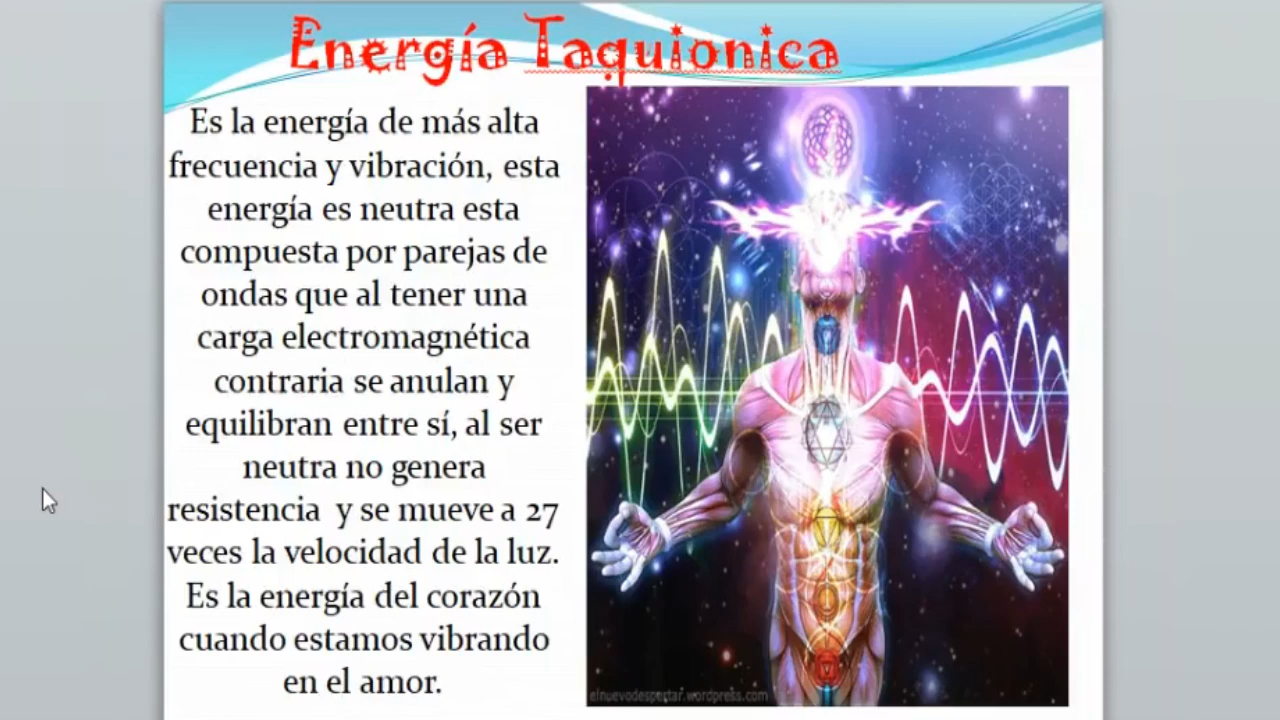 Energía Taquionica
Es la energía de más alta
frecuencia y vibración, esta
energía es neutra esta
compuesta por parejas de
ondas que al tener una
carga electromagnética
contraria se anulan y
equilibran entre sí, al ser
neutra no genera
resistencia y se mueve a 27
veces la velocidad de la luz.
Es la energía del corazón
cuando estamos vibrando
en el amor.
elnuevodespertar.wordpress.com